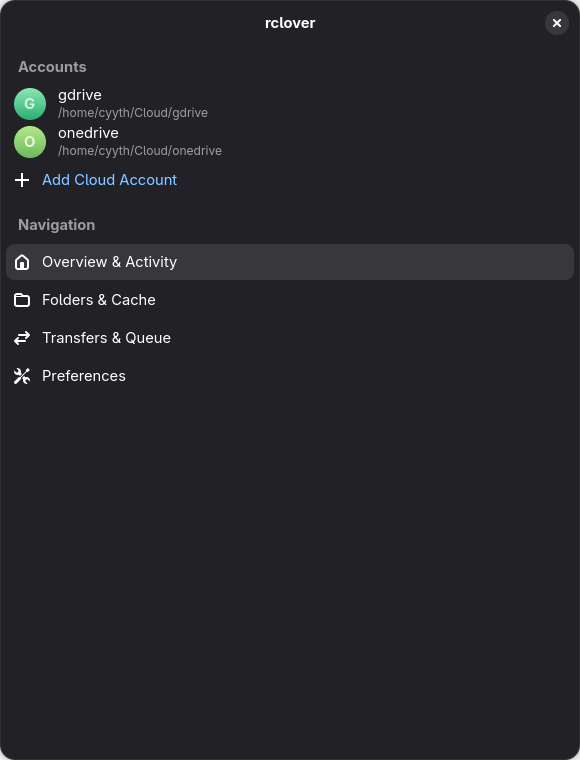 rclover
Accounts
G
gdrive
/home/cyyth/Cloud/gdrive
O
onedrive
/home/cyyth/Cloud/onedrive
Add Cloud Account
Navigation
Overview & Activity
Folders & Cache
Transfers & Queue
Preferences